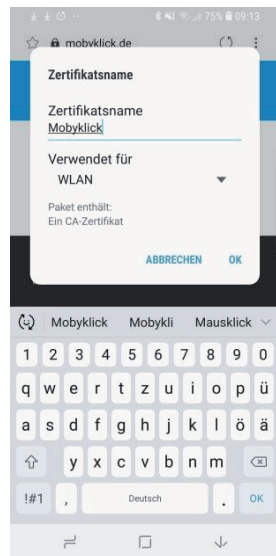 75% 09:13
mobyklick.de
Zertifikatsname
Zertifikatsname
Mobyklick
Verwendet für
WLAN
Paket enthält:
Ein CA-Zertifikat
ABBRECHEN OK
Mobyklick Mobykli Mausklick
1 2 3 4 5 6 7 8 9 0
q w e r t z u i o p ü
a s d f g h j k l ö ä
y x c v b n m
!#1 , Deutsch . OK